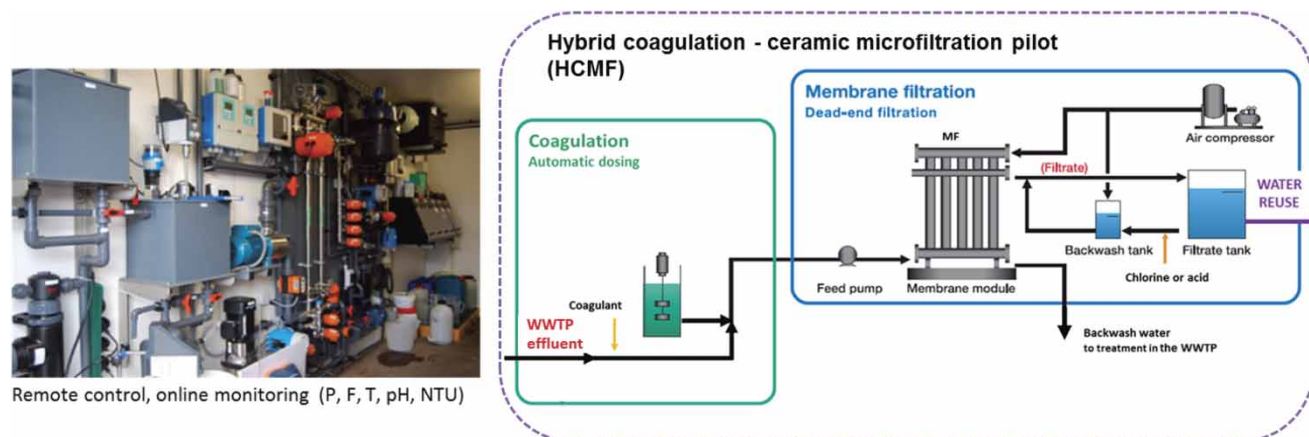 Hybrid coagulation - ceramic microfiltration pilot
(HCMF)
Membrane filtration
Dead-end filtration
Coagulation
Automatic dosing
MF
Air compressor
(Filtrate)
WATER
REUSE
Backwash tank
Filtrate tank
Chlorine or acid
Feed pump
Membrane module
Coagulant
WWTP
effluent
Backwash water
to treatment in the WWTP
Remote control, online monitoring (P, F, T, pH, NTU)